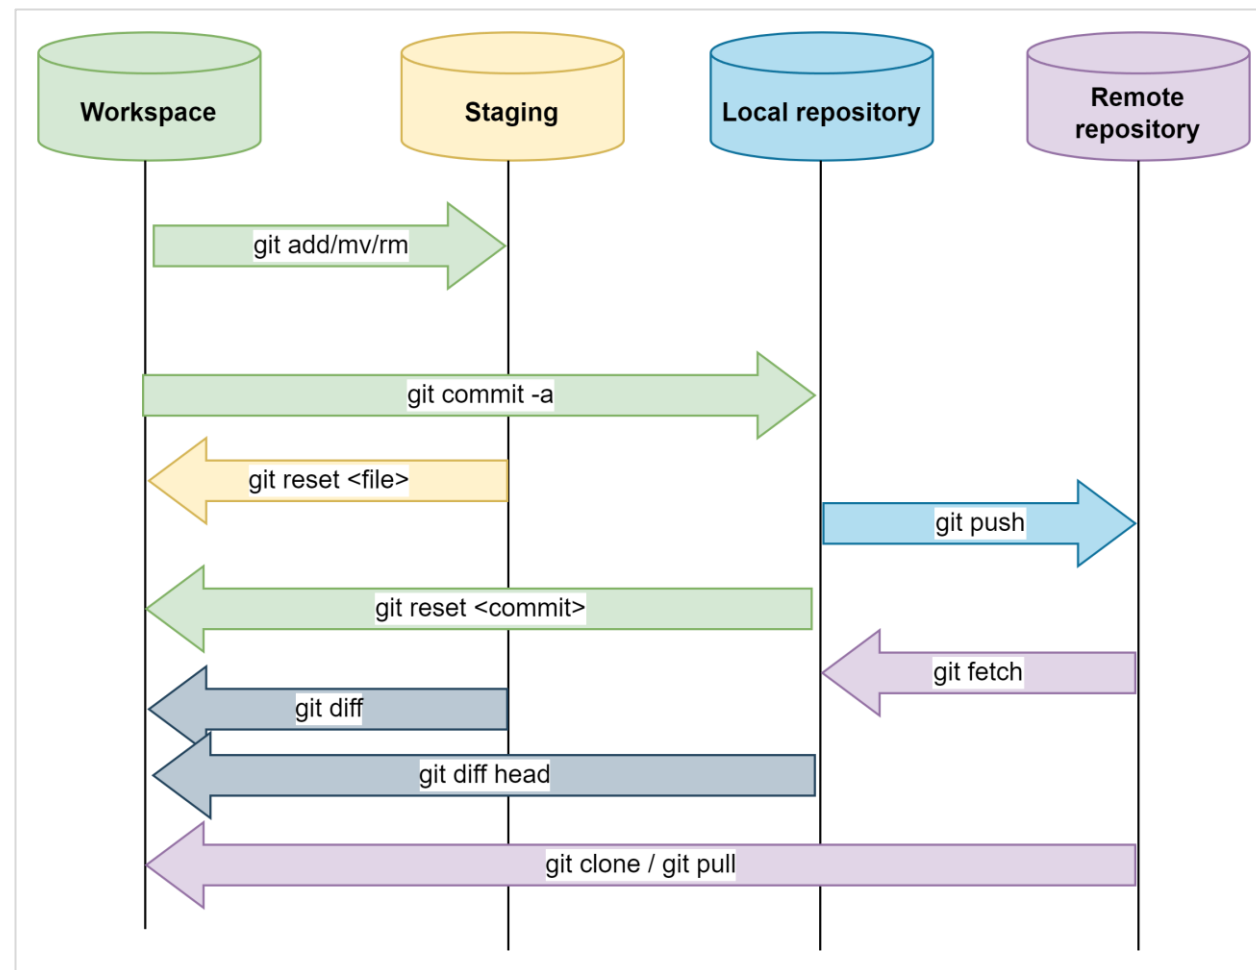 Workspace
Staging
Local repository
Remote
repository
git add/mv/rm
git commit -a
git reset <file>
git push
git reset <commit>
git fetch
git diff
git diff head
git clone / git pull